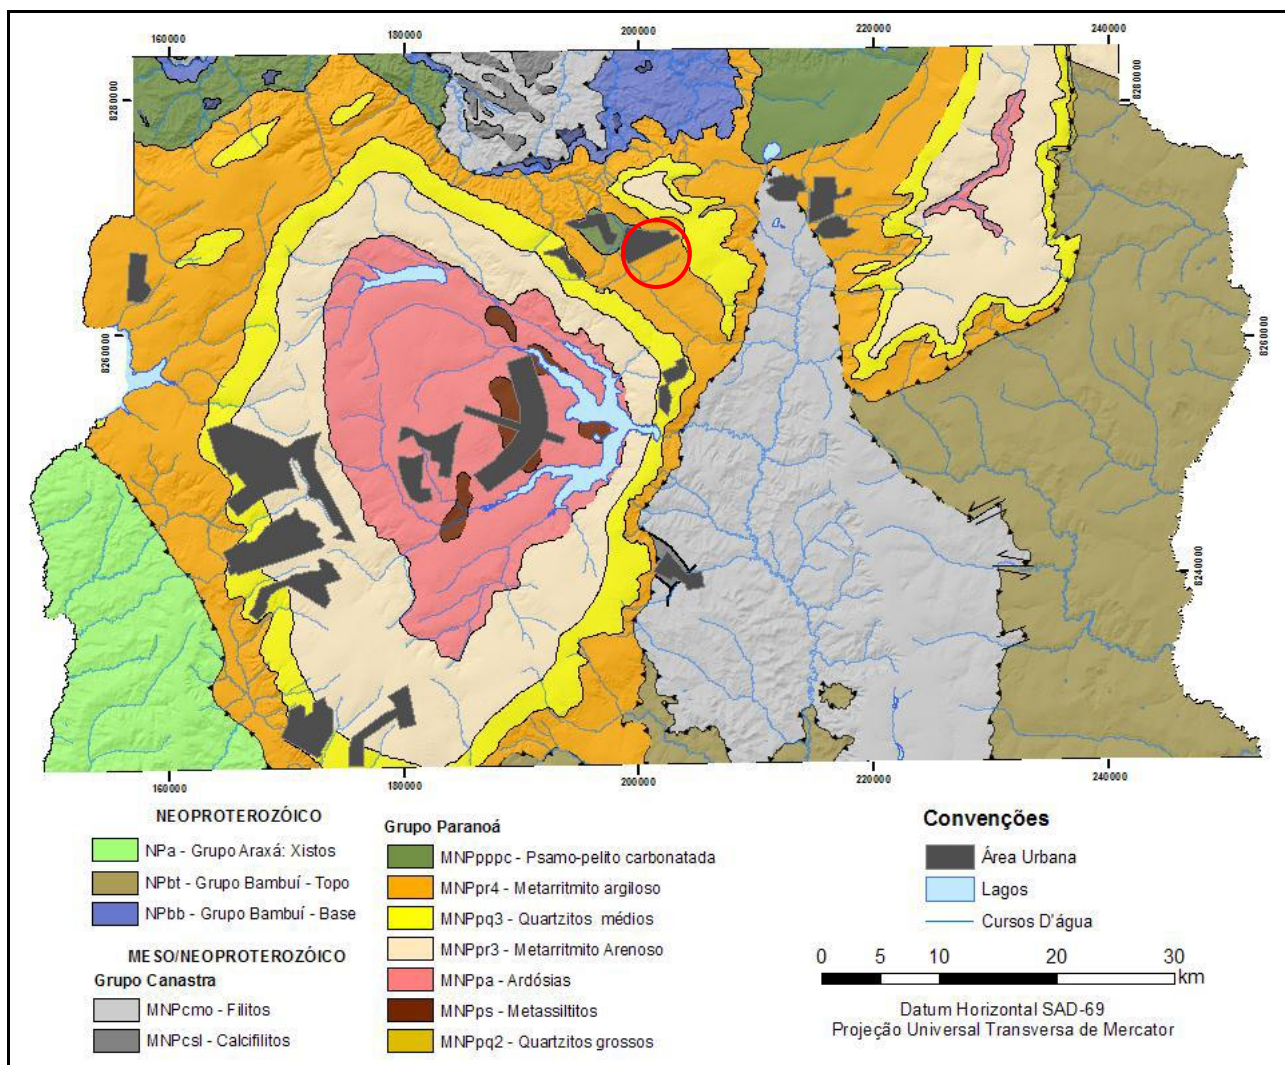 160000 180000 200000 220000 240000
8280000 8280000
8260000 8260000
8240000
160000 180000 200000 220000 240000
NEOPROTEROZÓICO
NPa - Grupo Araxá: Xistos
NPbt - Grupo Bambuí - Topo
NPbb - Grupo Bambuí - Base
MESO/NEOPROTEROZÓICO
Grupo Canastra
MNPcmo - Filitos
MNPcsl - Calcifilitos
Grupo Paranoá
MNPpppc - Psamo-pelito carbonatada
MNPpr4 - Metarritmito argiloso
MNPpq3 - Quartzitos médios
MNPpr3 - Metarritmito Arenoso
MNPpa - Ardósias
MNPps - Metassiltitos
MNPpq2 - Quartzitos grossos
Convenções
Área Urbana
Lagos
Cursos D'água
0 5 10 20 30
km
Datum Horizontal SAD-69
Projeção Universal Transversa de Mercator